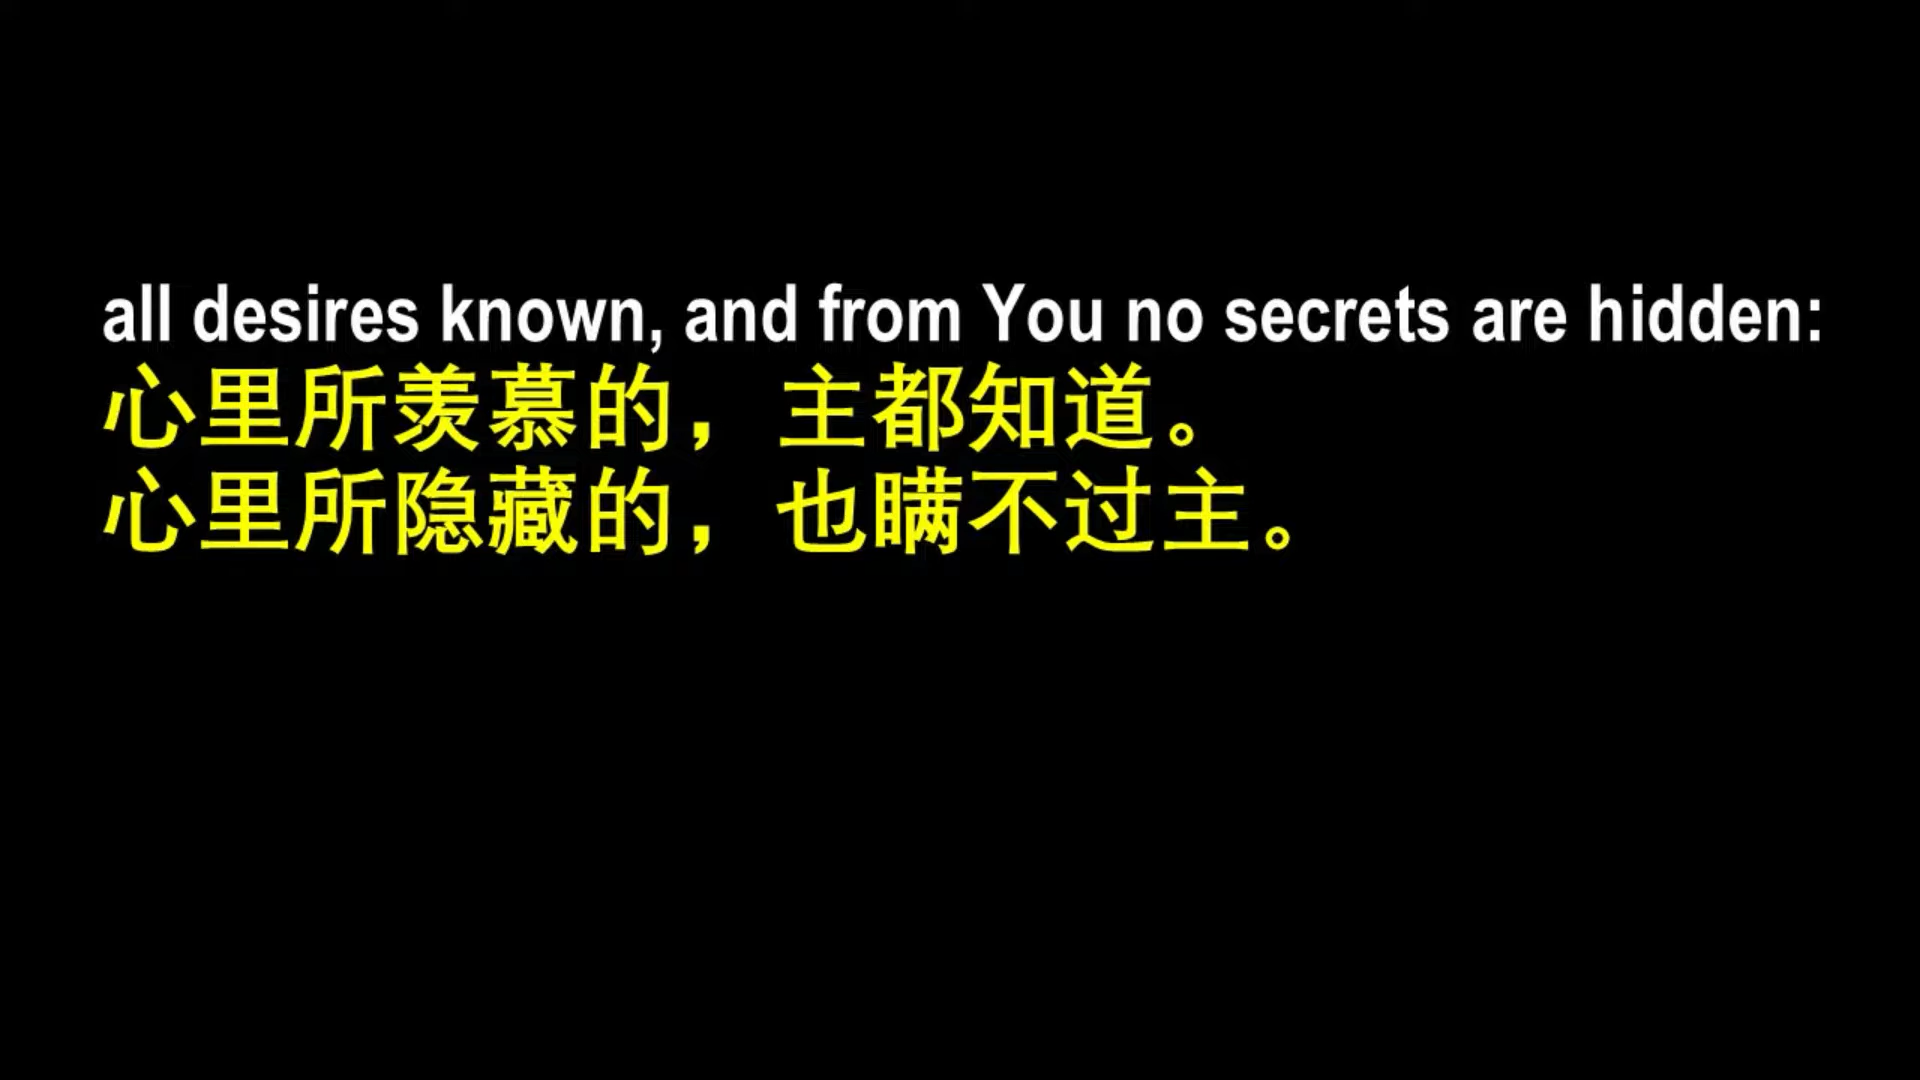 all desires known, and from You no secrets are hidden:
心里所羡慕的，主都知道。
心里所隐藏的，也瞒不过主。